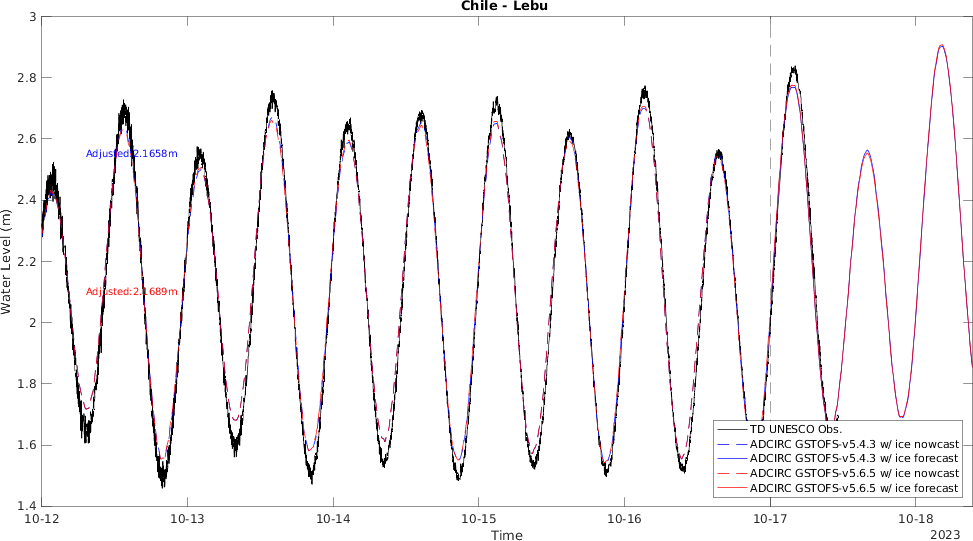 Chile - Lebu
3
2.8
2.6
2.4
2.2
2
1.8
1.6
1.4
Water Level (m)
Adjusted:2.1658m
Adjusted:2.1689m
TD UNESCO Obs.
ADCIRC GSTOFS-v5.4.3 w/ ice nowcast
ADCIRC GSTOFS-v5.4.3 w/ ice forecast
ADCIRC GSTOFS-v5.6.5 w/ ice nowcast
ADCIRC GSTOFS-v5.6.5 w/ ice forecast
10-12 10-13 10-14 10-15 10-16 10-17 10-18
Time
2023